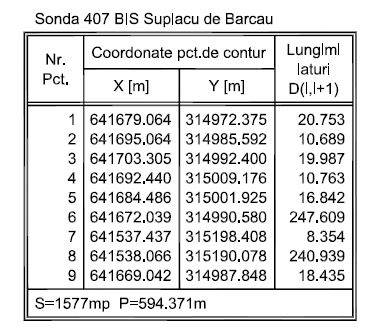 Sonda 407 BIS Suplacu de Barcau
Nr. Pct. Coordonate pct.de contur Lungimi laturi D(i,i+1)
X [m] Y [m]
1 641679.064 314972.375 20.753
2 641695.064 314985.592 10.689
3 641703.305 314992.400 19.987
4 641692.440 315009.176 10.763
5 641684.486 315001.925 16.842
6 641672.039 314990.580 247.609
7 641537.437 315198.408 8.354
8 641538.066 315190.078 240.939
9 641669.042 314987.848 18.435
S=1577mp P=594.371m